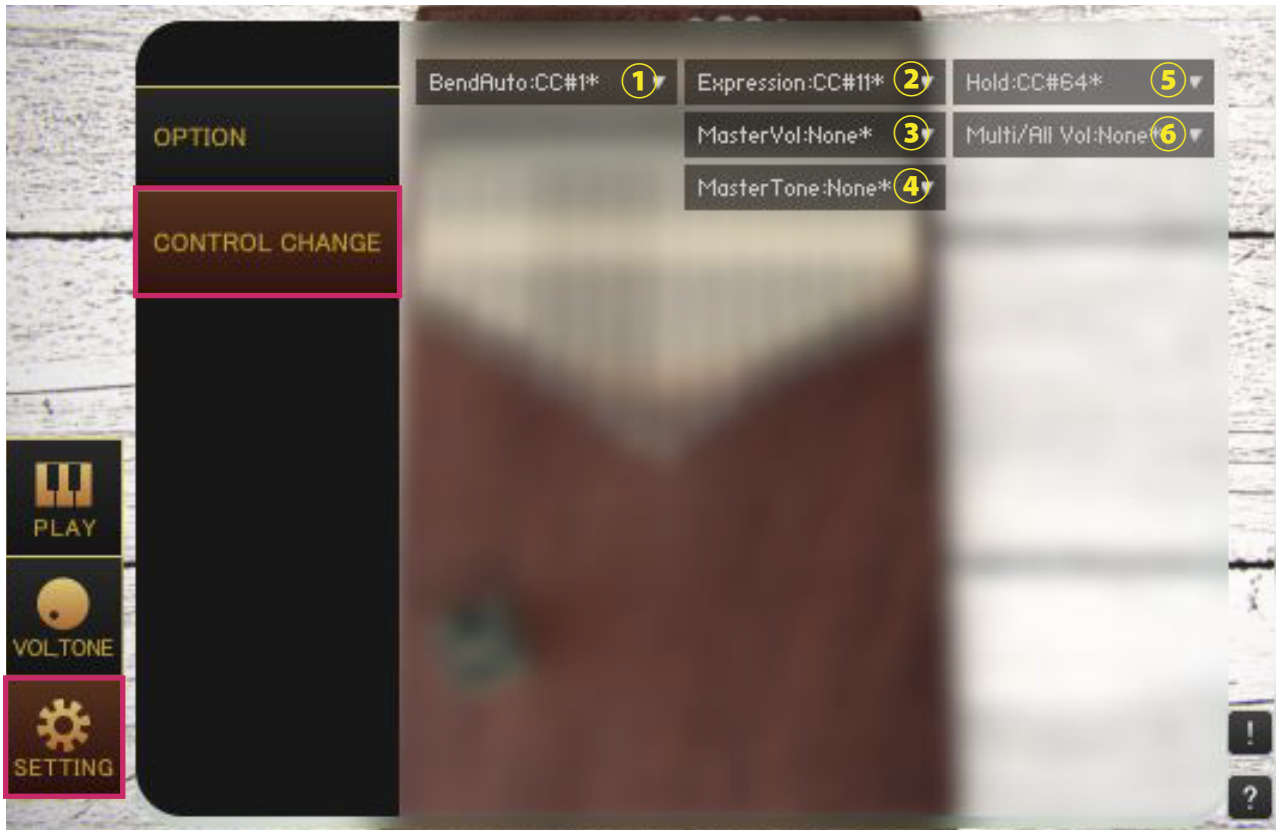 BendAuto:CC#1* ① ▼
Expression:CC#11* ② ▼
Hold:CC#64* ⑤ ▼
OPTION
MasterVol:None* ③ ▼
Multi/All Vol:None* ⑥ ▼
MasterTone:None* ④ ▼
CONTROL CHANGE
PLAY
VOL,TONE
SETTING
!
?